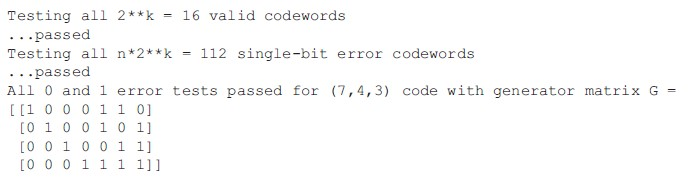 Testing all 2**k = 16 valid codewords
...passed
Testing all n*2**k = 112 single-bit error codewords
...passed
All 0 and 1 error tests passed for (7,4,3) code with generator matrix G =
[[1 0 0 0 1 1 0]
[0 1 0 0 1 0 1]
[0 0 1 0 0 1 1]
[0 0 0 1 1 1 1]]